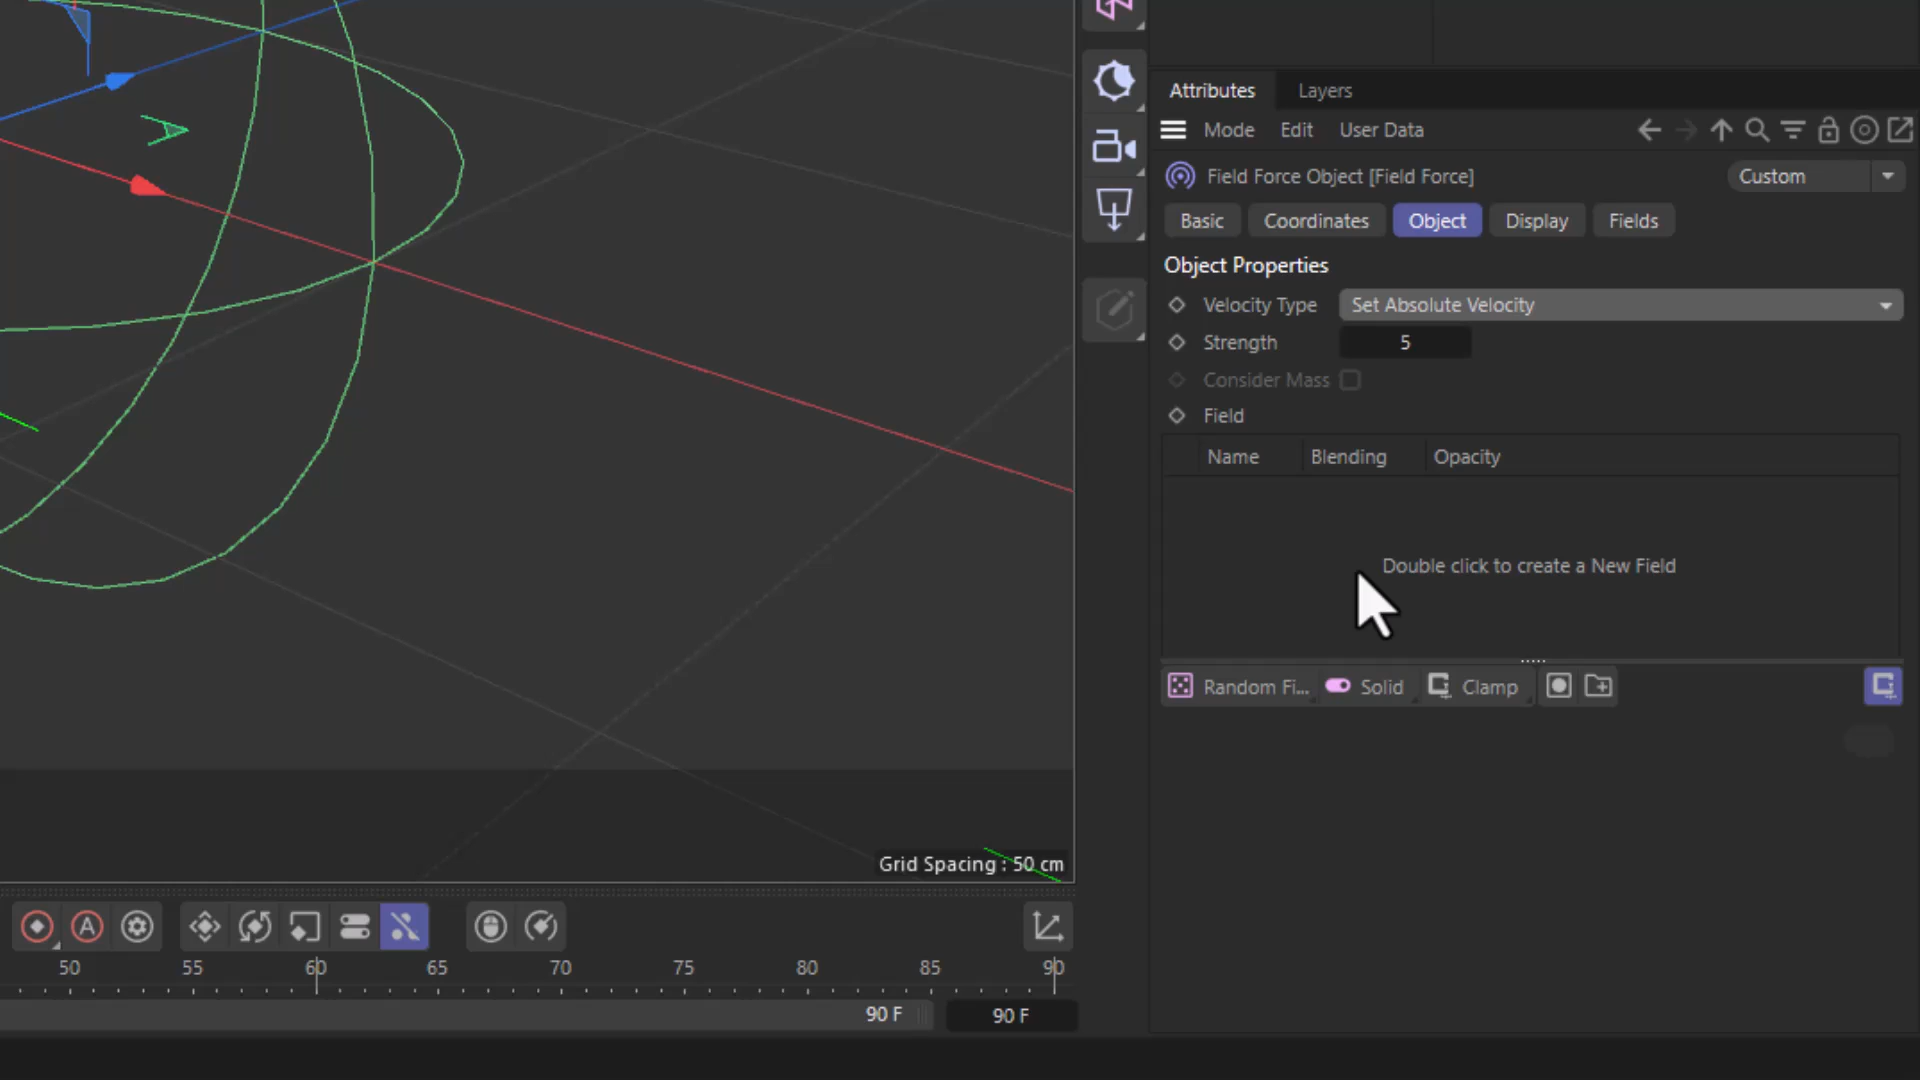 Attributes Layers
Mode Edit User Data
Field Force Object [Field Force] Custom
Basic Coordinates Object Display Fields
Object Properties
Velocity Type Set Absolute Velocity
Strength 5
Consider Mass
Field
Name Blending Opacity
Double click to create a New Field
Random Fi... Solid Clamp
Grid Spacing : 50 cm
A
50 55 60 65 70 75 80 85 90
90 F 90 F